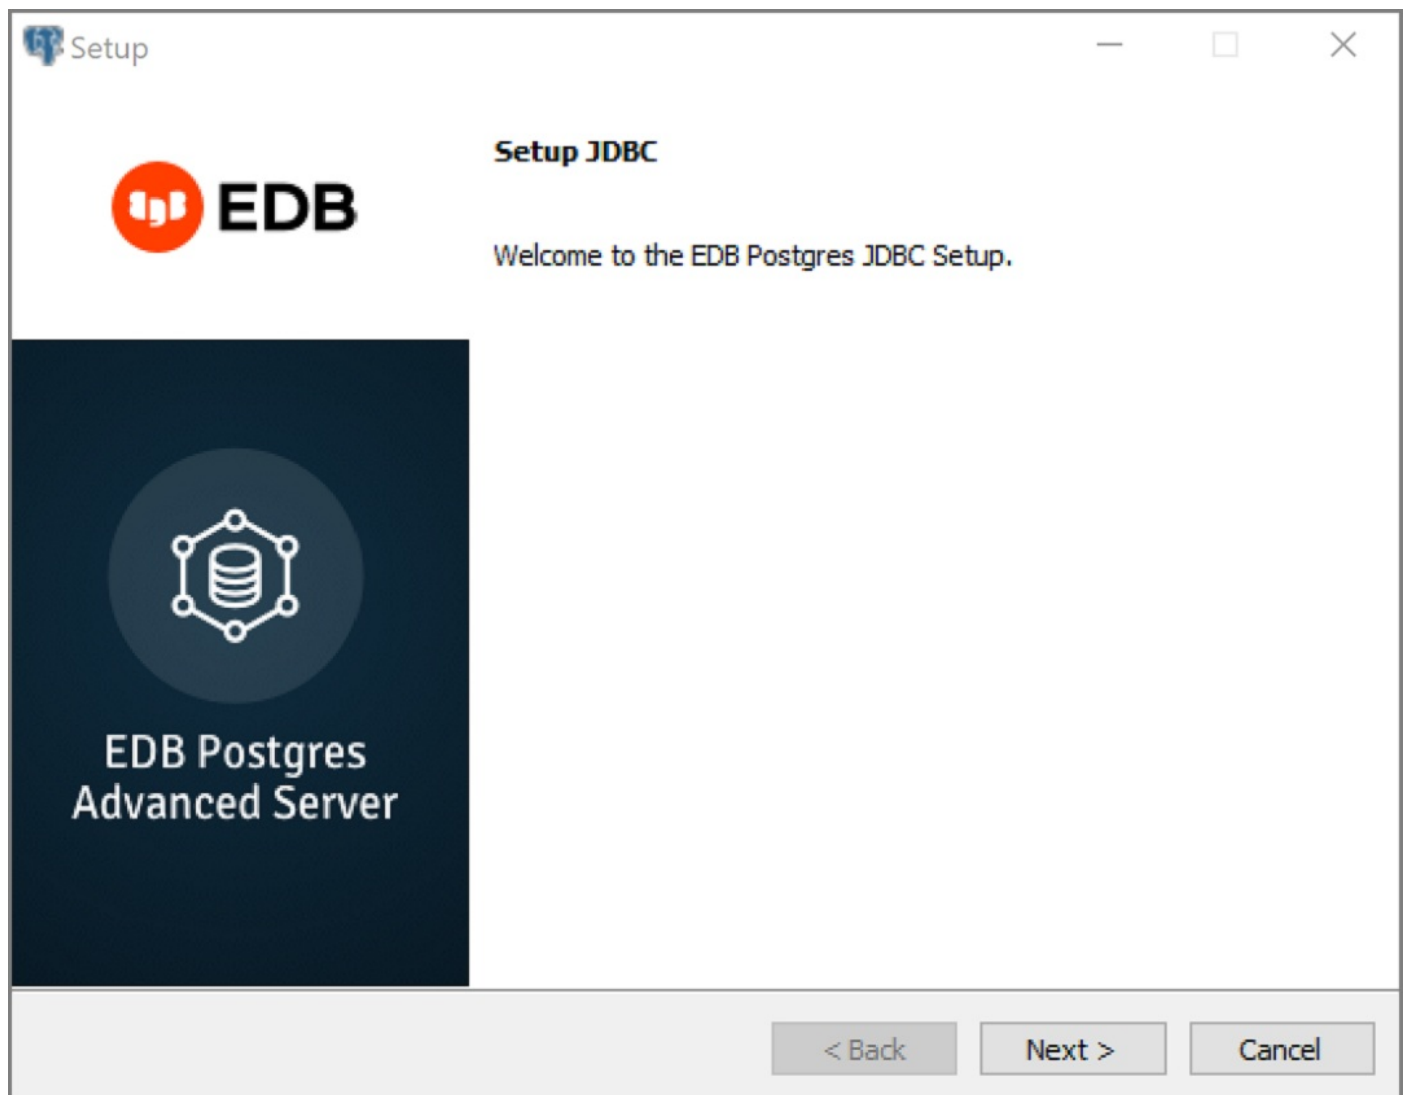 Setup
EDB
Setup JDBC
Welcome to the EDB Postgres JDBC Setup.
EDB Postgres
Advanced Server
< Back
Next >
Cancel